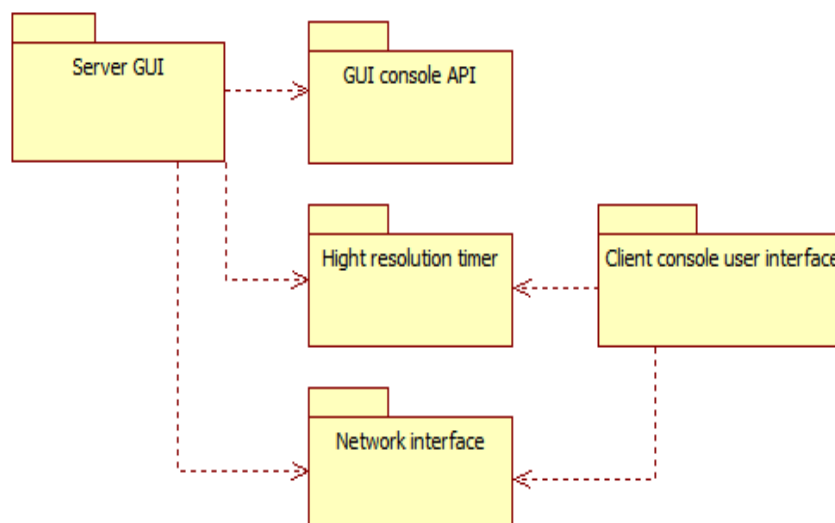 Server GUI
GUI console API
Hight resolution timer
Client console user interface
Network interface